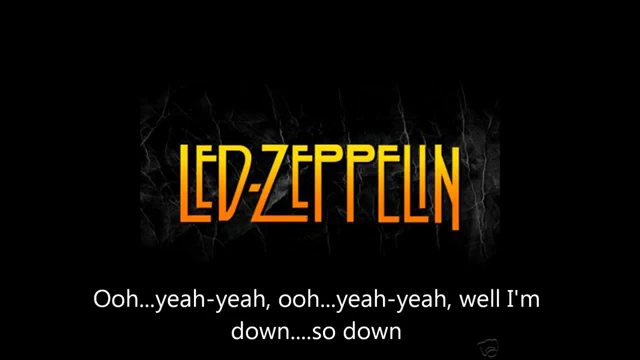 LED-ZEPPELIN
Ooh...yeah-yeah, ooh...yeah-yeah, well I'm
down....so down